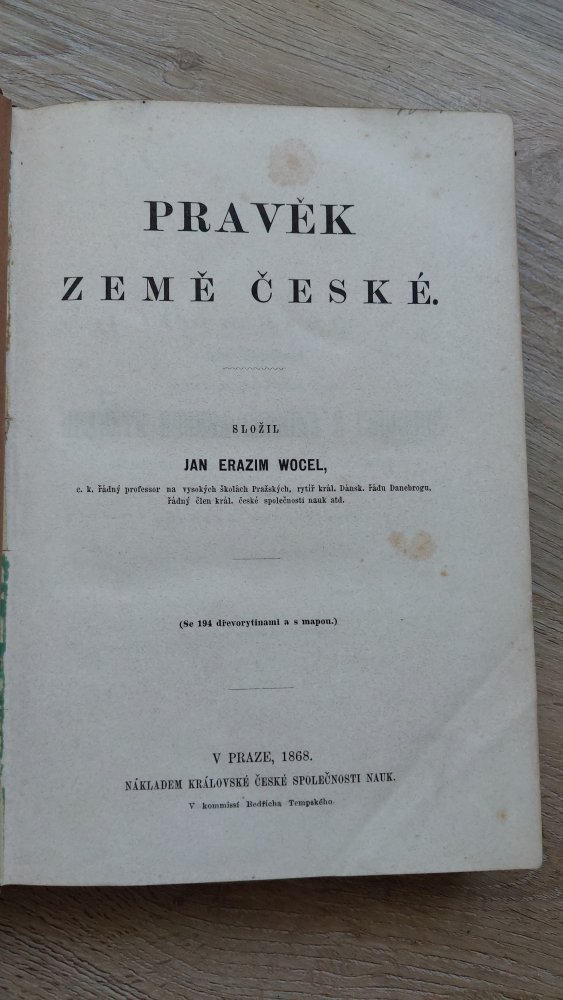 PRAVĚK
ZEMĚ ČESKÉ.
SLOŽIL
JAN ERAZIM WOCEL,
c. k. řádný professor na vysokých školách Pražských, rytíř král. Dánsk. řádu Danebrogu,
řádný člen král. české společnosti nauk atd.
(Se 194 dřevorytinami a s mapou.)
V PRAZE, 1868.
NÁKLADEM KRÁLOVSKÉ ČESKÉ SPOLEČNOSTI NAUK.
V kommissí Bedřicha Tempského.